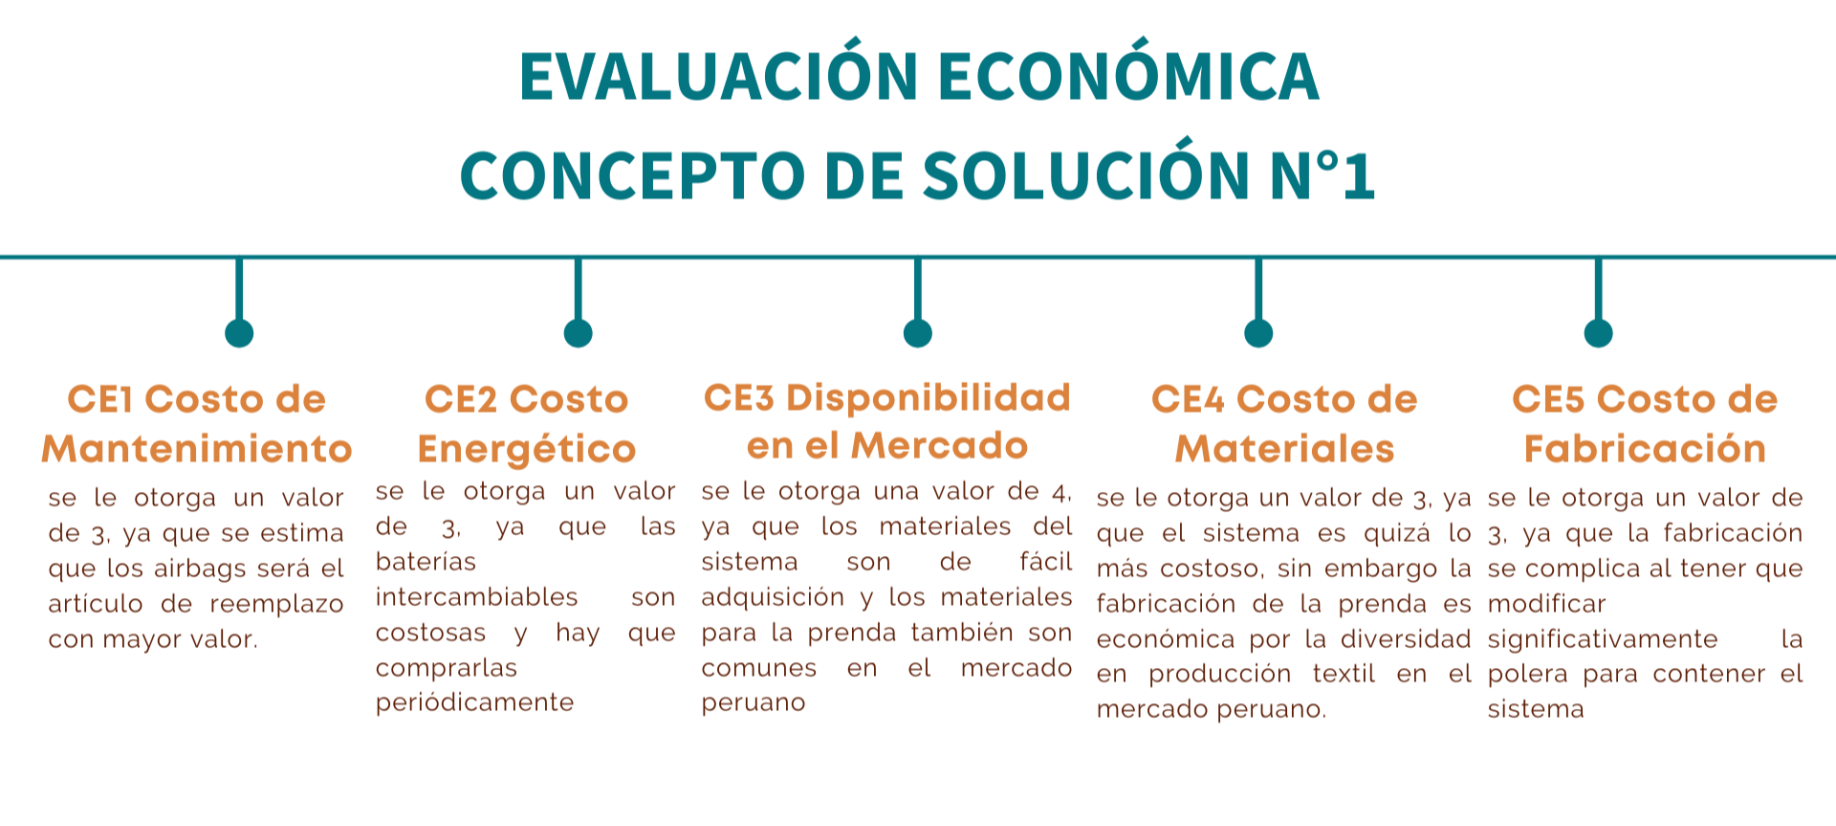 EVALUACIÓN ECONÓMICA
CONCEPTO DE SOLUCIÓN N°1
CE1 Costo de
Mantenimiento
se le otorga un valor
de 3, ya que se estima
que los airbags será el
artículo de reemplazo
con mayor valor.
CE2 Costo
Energético
se le otorga un valor
de 3, ya que las
baterías
intercambiables son
costosas y hay que
comprarlas
periódicamente
CE3 Disponibilidad
en el Mercado
se le otorga una valor de 4,
ya que los materiales del
sistema son de fácil
adquisición y los materiales
para la prenda también son
comunes en el mercado
peruano
CE4 Costo de
Materiales
se le otorga un valor de 3, ya
que el sistema es quizá lo
más costoso, sin embargo la
fabricación de la prenda es
económica por la diversidad
en producción textil en el
mercado peruano.
CE5 Costo de
Fabricación
se le otorga un valor de
3, ya que la fabricación
se complica al tener que
modificar
significativamente la
polera para contener el
sistema